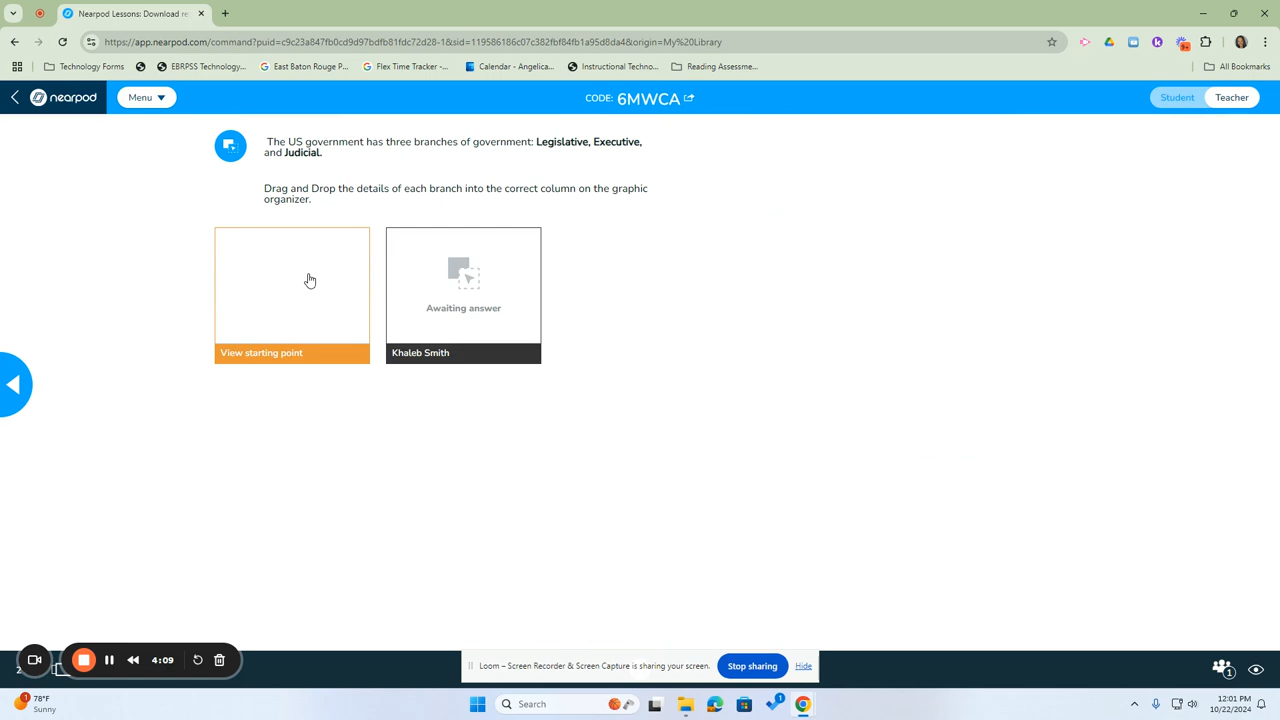 Nearpod Lessons: Download re
https://app.nearpod.com/command?puid=c9c23a847fb0cd9d97bdfb81fdc72d28-1&sid=119586186c07c382fbf84fb1a95d8da4&origin=My%20Library
Technology Forms
EBRPSS Technology...
East Baton Rouge P...
Flex Time Tracker -...
Calendar - Angelica...
Instructional Techno...
Reading Assessme...
All Bookmarks
nearpod
Menu
CODE: 6MWCA
Student
Teacher
The US government has three branches of government: Legislative, Executive,
and Judicial.
Drag and Drop the details of each branch into the correct column on the graphic
organizer.
Awaiting answer
View starting point
Khaleb Smith
4:09
Loom – Screen Recorder & Screen Capture is sharing your screen.
Stop sharing
Hide
1
1
78°F
Sunny
Search
1
12:01 PM
10/22/2024